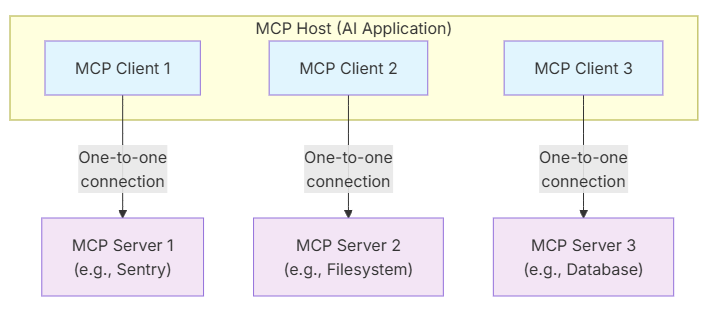 MCP Host (AI Application)
MCP Client 1
MCP Client 2
MCP Client 3
One-to-one
connection
One-to-one
connection
One-to-one
connection
MCP Server 1
(e.g., Sentry)
MCP Server 2
(e.g., Filesystem)
MCP Server 3
(e.g., Database)